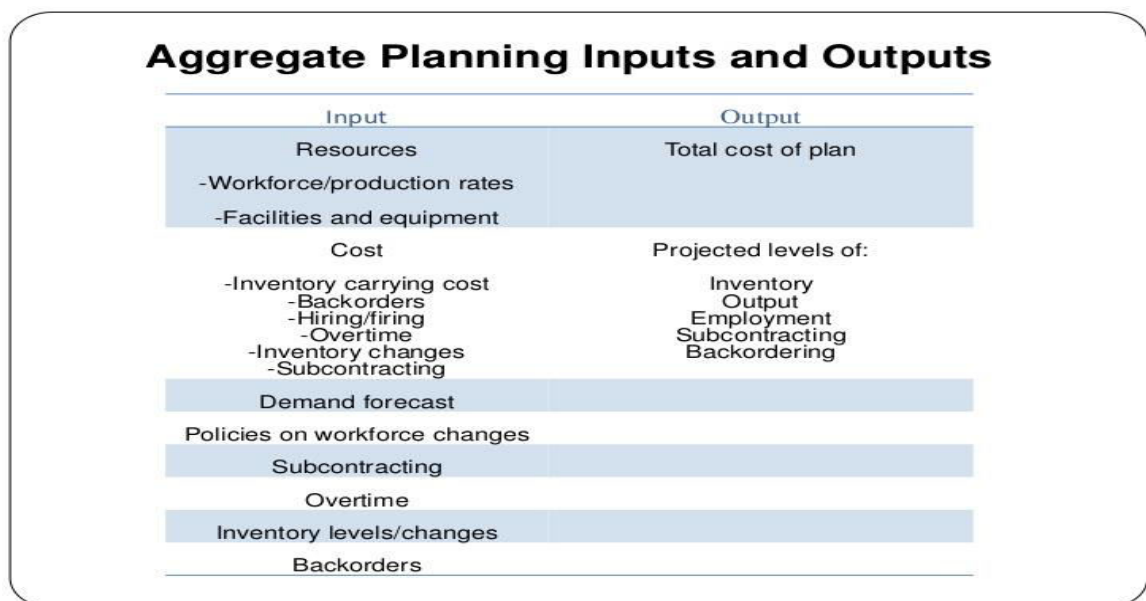 Aggregate Planning Inputs and Outputs
Input Output
Resources Total cost of plan
-Workforce/production rates
-Facilities and equipment
Cost Projected levels of:
-Inventory carrying cost Inventory
-Backorders Output
-Hiring/firing Employment
-Overtime Subcontracting
-Inventory changes Backordering
-Subcontracting
Demand forecast
Policies on workforce changes
Subcontracting
Overtime
Inventory levels/changes
Backorders